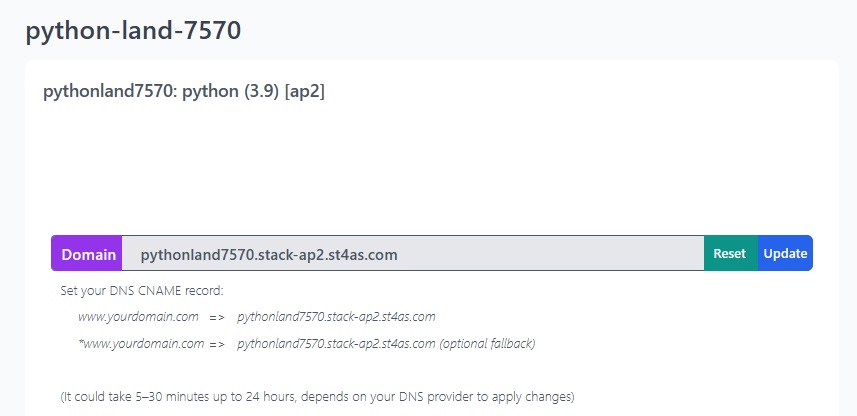 python-land-7570
pythonland7570: python (3.9) [ap2]
Domain pythonland7570.stack-ap2.st4as.com Reset Update
Set your DNS CNAME record:
www.yourdomain.com => pythonland7570.stack-ap2.st4as.com
*www.yourdomain.com => pythonland7570.stack-ap2.st4as.com (optional fallback)
(It could take 5–30 minutes up to 24 hours, depends on your DNS provider to apply changes)